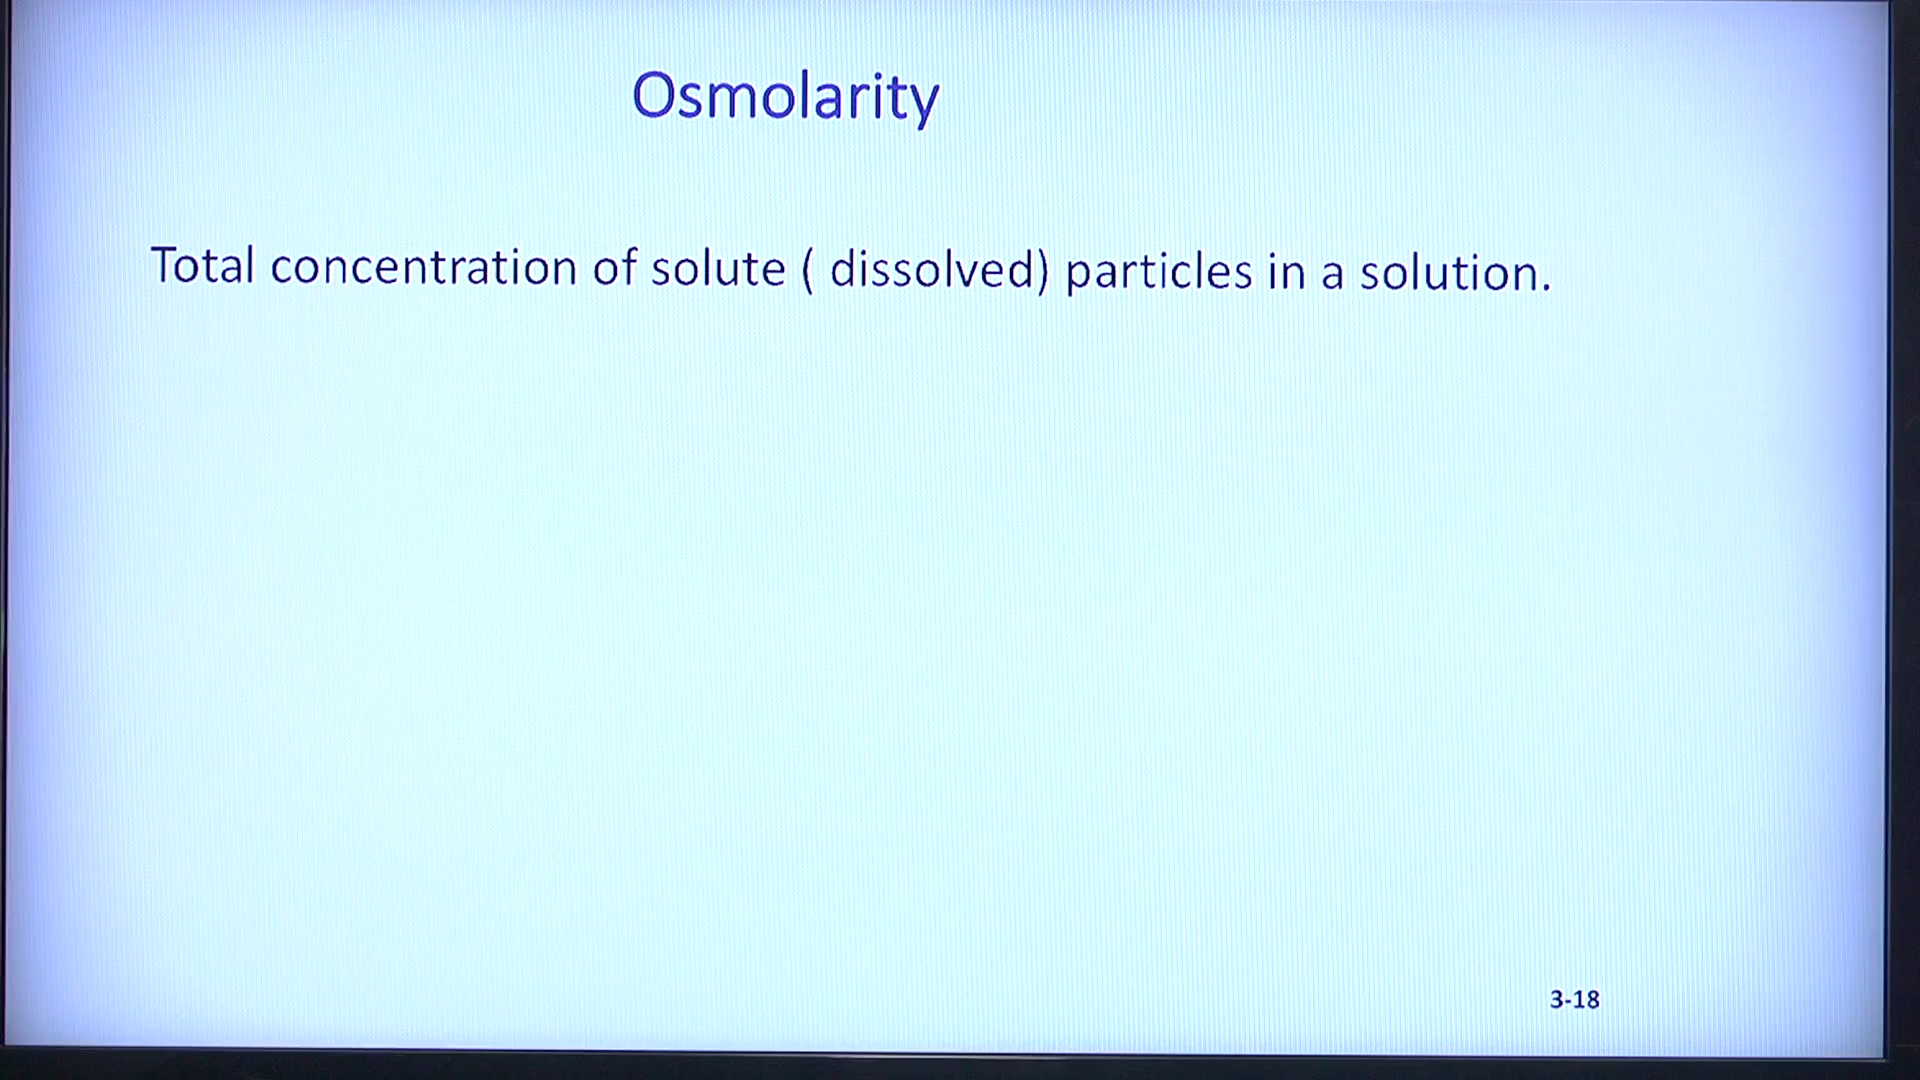 Osmolarity
Total concentration of solute ( dissolved) particles in a solution.
3-18